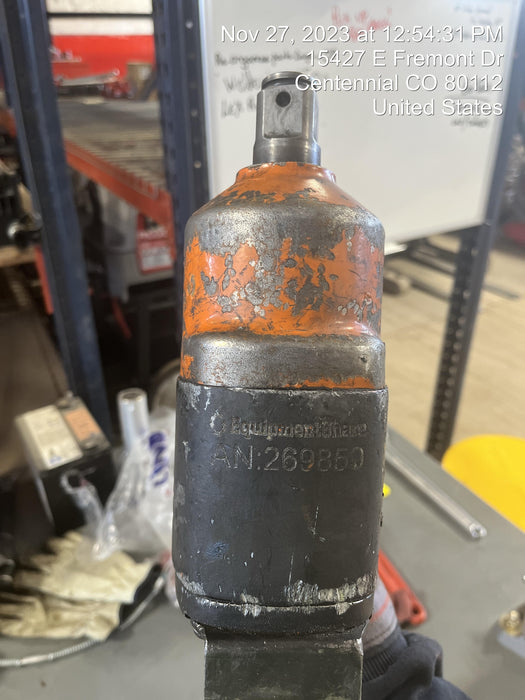 Nov 27, 2023 at 12:54:31 PM
15427 E Fremont Dr
Centennial CO 80112
United States
EquipmentShare
AN:269850